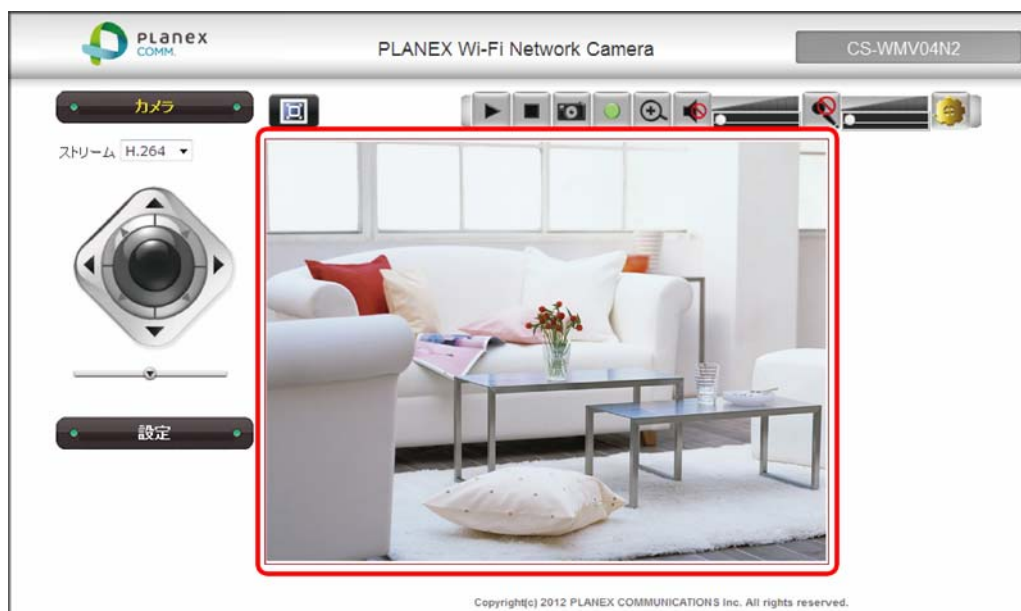 PLANEX
COMM.
PLANEX Wi-Fi Network Camera
CS-WMV04N2
カメラ
ストリーム H.264
設定
Copyright(c) 2012 PLANEX COMMUNICATIONS Inc. All rights reserved.